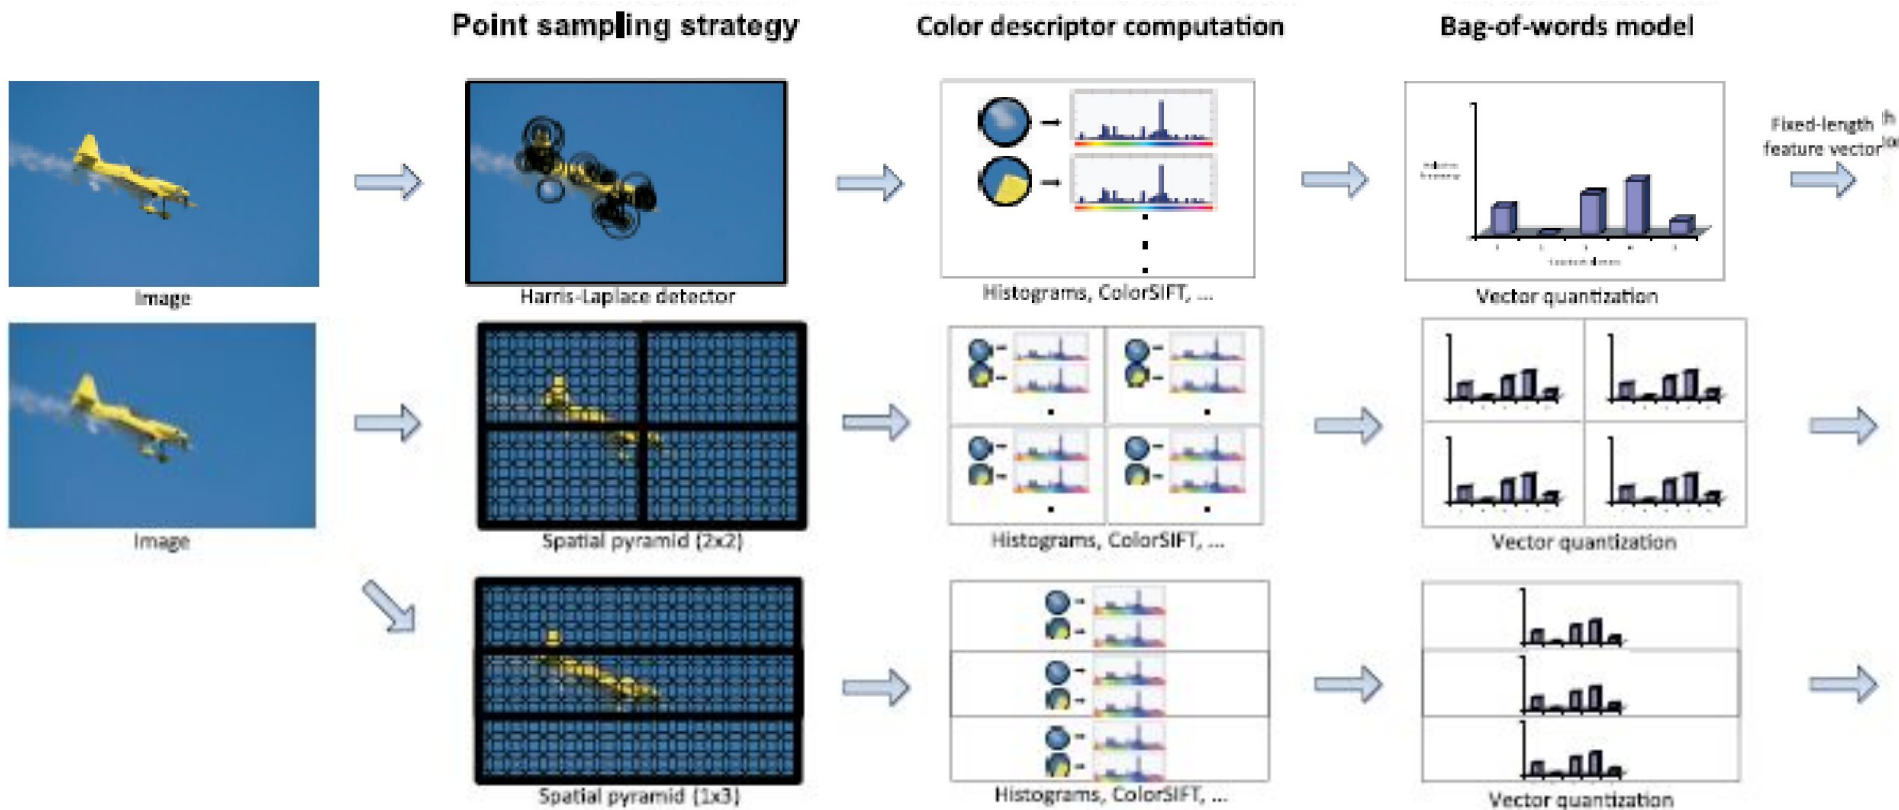 Point sampling strategy
Color descriptor computation
Bag-of-words model
Fixed-length
feature vector
Image
Harris-Laplace detector
Histograms, ColorSIFT, ...
Vector quantization
Image
Spatial pyramid (2x2)
Histograms, ColorSIFT, ...
Vector quantization
Spatial pyramid (1x3)
Histograms, ColorSIFT, ...
Vector quantization